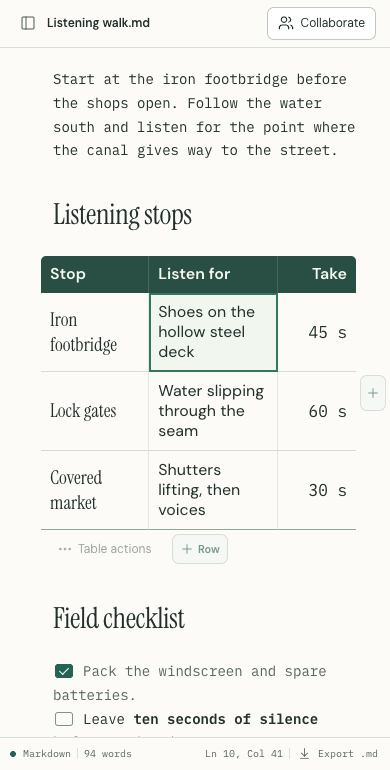 Listening walk.md
Collaborate
Start at the iron footbridge before
the shops open. Follow the water
south and listen for the point where
the canal gives way to the street.
Listening stops
Stop Listen for Take
Iron footbridge Shoes on the hollow steel deck 45 s
Lock gates Water slipping through the seam 60 s
Covered market Shutters lifting, then voices 30 s
Table actions + Row
Field checklist
Pack the windscreen and spare
batteries.
Leave ten seconds of silence
Markdown 94 words Ln 10, Col 41 Export .md